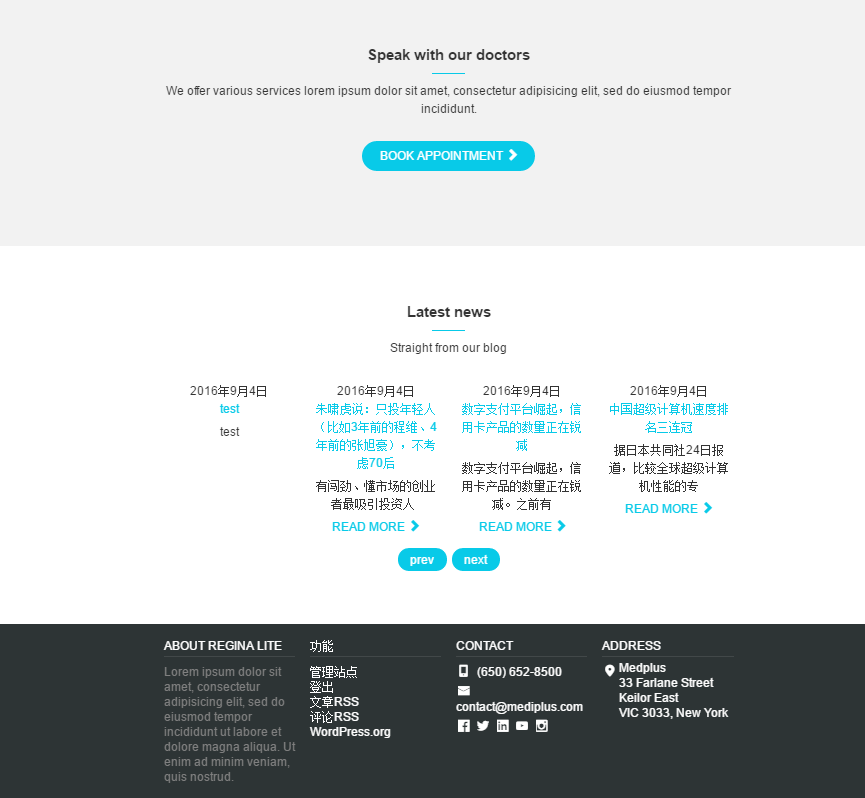 Speak with our doctors
We offer various services lorem ipsum dolor sit amet, consectetur adipisicing elit, sed do eiusmod tempor
incididunt.
BOOK APPOINTMENT
Latest news
Straight from our blog
2016年9月4日
test
test
2016年9月4日
朱啸虎说：只投年轻人
（比如3年前的程维、4
年前的张旭豪），不考
虑70后
有闯劲、懂市场的创业
者最吸引投资人
READ MORE
2016年9月4日
数字支付平台崛起，信
用卡产品的数量正在锐
减
数字支付平台崛起，信
用卡产品的数量正在锐
减。之前有
READ MORE
2016年9月4日
中国超级计算机速度排
名三连冠
据日本共同社24日报
道，比较全球超级计算
机性能的专
READ MORE
prev
next
ABOUT REGINA LITE
Lorem ipsum dolor sit
amet, consectetur
adipisicing elit, sed do
eiusmod tempor
incididunt ut labore et
dolore magna aliqua. Ut
enim ad minim veniam,
quis nostrud.
功能
管理站点
登出
文章RSS
评论RSS
WordPress.org
CONTACT
(650) 652-8500
contact@mediplus.com
ADDRESS
Medplus
33 Farlane Street
Keilor East
VIC 3033, New York